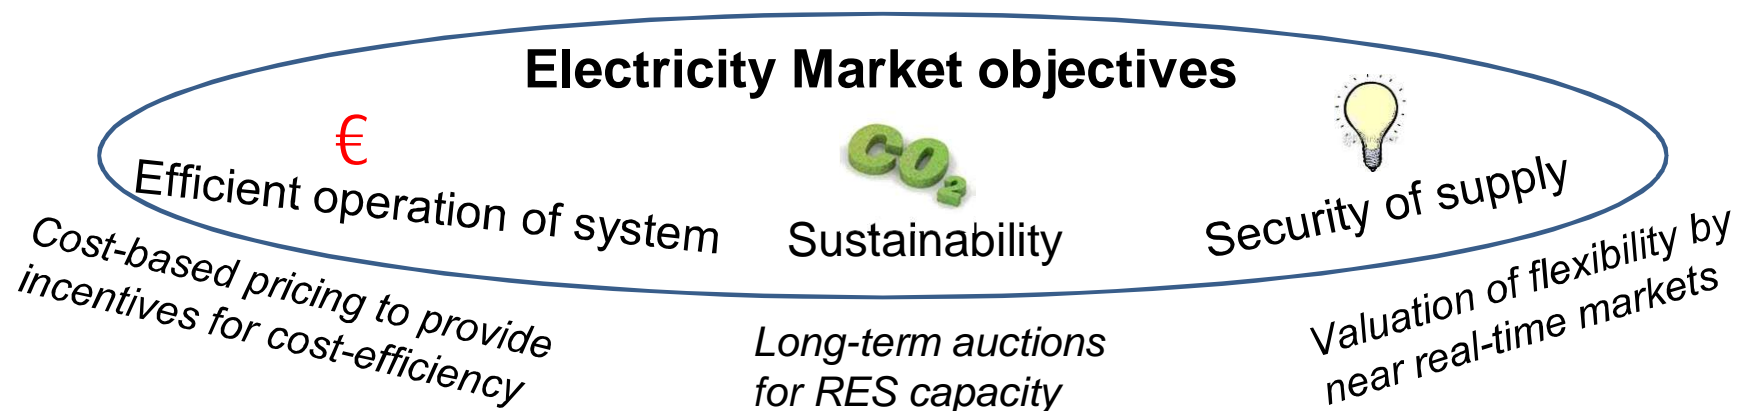 Electricity Market objectives
€
CO2
Efficient operation of system
Sustainability
Security of supply
Cost-based pricing to provide
incentives for cost-efficiency
Long-term auctions
for RES capacity
Valuation of flexibility by
near real-time markets